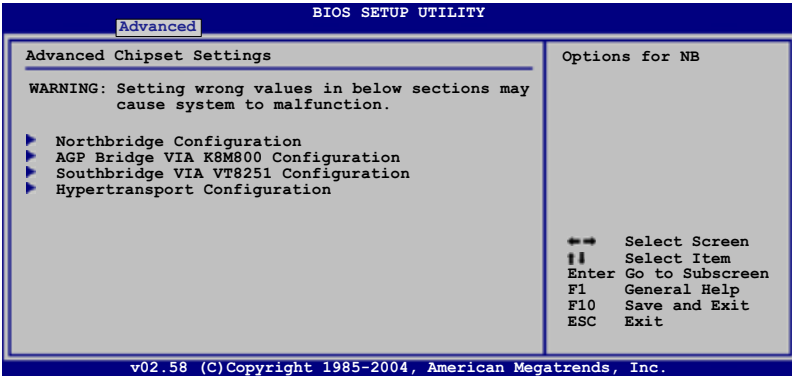 BIOS SETUP UTILITY
Advanced
Advanced Chipset Settings
WARNING: Setting wrong values in below sections may
cause system to malfunction.
Northbridge Configuration
AGP Bridge VIA K8M800 Configuration
Southbridge VIA VT8251 Configuration
Hypertransport Configuration
Options for NB
←→ Select Screen
↑↓ Select Item
Enter Go to Subscreen
F1 General Help
F10 Save and Exit
ESC Exit
v02.58 (C)Copyright 1985-2004, American Megatrends, Inc.